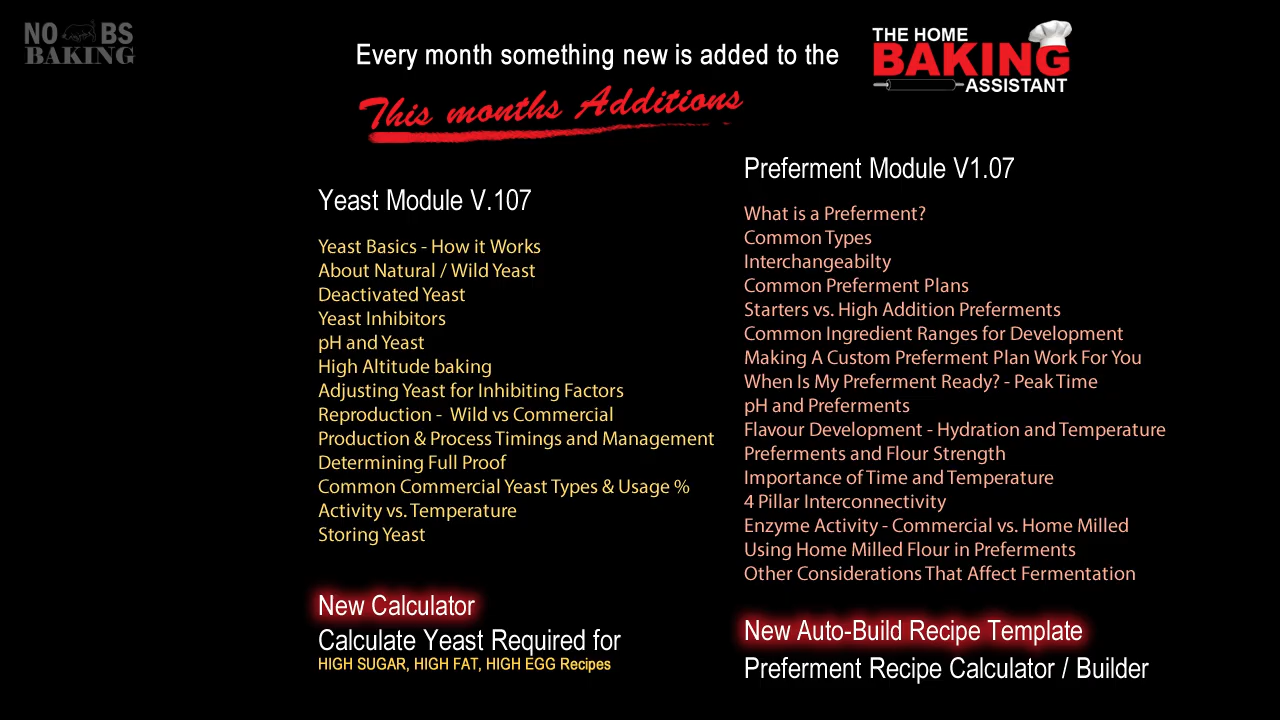 NO BS
BAKING
Every month something new is added to the
THE HOME
BAKING
ASSISTANT
This months Additions
Yeast Module V.107
Yeast Basics - How it Works
About Natural / Wild Yeast
Deactivated Yeast
Yeast Inhibitors
pH and Yeast
High Altitude baking
Adjusting Yeast for Inhibiting Factors
Reproduction - Wild vs Commercial
Production & Process Timings and Management
Determining Full Proof
Common Commercial Yeast Types & Usage %
Activity vs. Temperature
Storing Yeast
New Calculator
Calculate Yeast Required for
HIGH SUGAR, HIGH FAT, HIGH EGG Recipes
Preferment Module V1.07
What is a Preferment?
Common Types
Interchangeabilty
Common Preferment Plans
Starters vs. High Addition Preferments
Common Ingredient Ranges for Development
Making A Custom Preferment Plan Work For You
When Is My Preferment Ready? - Peak Time
pH and Preferments
Flavour Development - Hydration and Temperature
Preferments and Flour Strength
Importance of Time and Temperature
4 Pillar Interconnectivity
Enzyme Activity - Commercial vs. Home Milled
Using Home Milled Flour in Preferments
Other Considerations That Affect Fermentation
New Auto-Build Recipe Template
Preferment Recipe Calculator / Builder